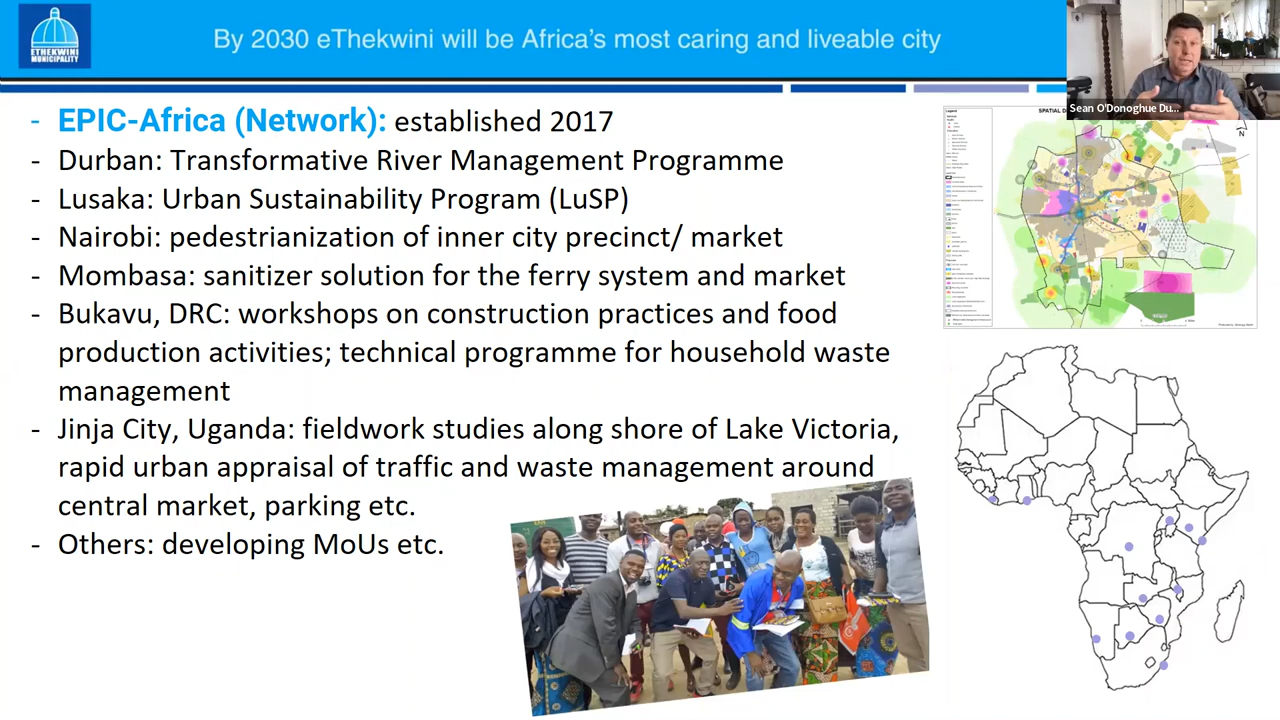 ETHEKWINI
MUNICIPALITY
By 2030 eThekwini will be Africa's most caring and liveable city
Sean O'Donoghue Du...
- EPIC-Africa (Network): established 2017
- Durban: Transformative River Management Programme
- Lusaka: Urban Sustainability Program (LuSP)
- Nairobi: pedestrianization of inner city precinct/ market
- Mombasa: sanitizer solution for the ferry system and market
- Bukavu, DRC: workshops on construction practices and food
production activities; technical programme for household waste
management
- Jinja City, Uganda: fieldwork studies along shore of Lake Victoria,
rapid urban appraisal of traffic and waste management around
central market, parking etc.
- Others: developing MoUs etc.
SPATIAL
N